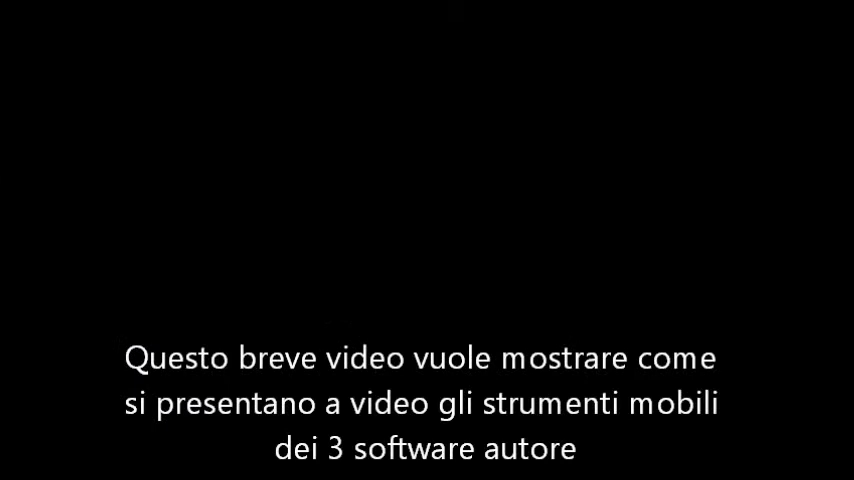 Questo breve video vuole mostrare come
si presentano a video gli strumenti mobili
dei 3 software autore